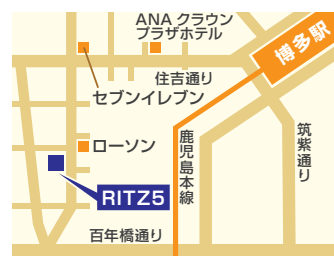 ANA クラウン
プラザホテル
博多駅
住吉通り
セブンイレブン
ローソン
鹿児島本線
筑紫通り
RITZ5
百年橋通り